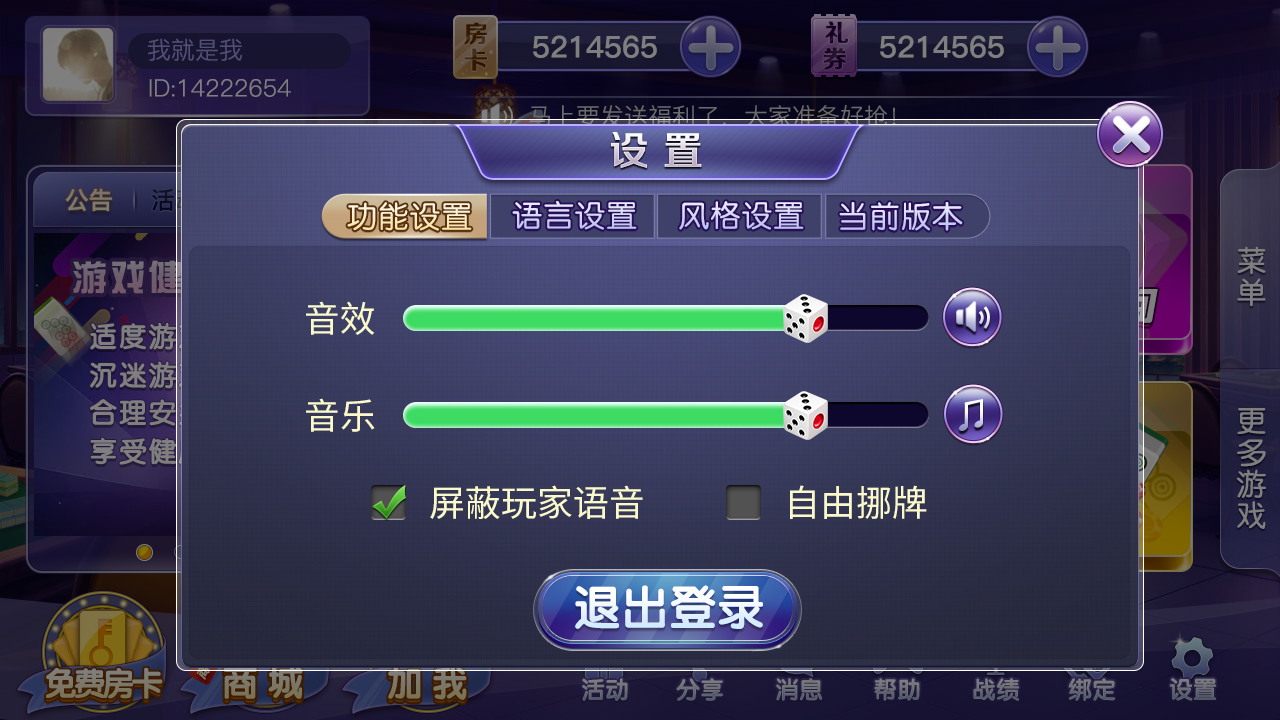 我就是我
ID:14222654
房卡
5214565
礼券
5214565
马上要发送福利了，大家准备好抢！
设置
功能设置
语言设置
风格设置
当前版本
公告
活
游戏健
适度游
沉迷游
合理安
享受健
音效
音乐
屏蔽玩家语音
自由挪牌
退出登录
菜单
更多游戏
免费房卡
商城
加我
活动
分享
消息
帮助
战绩
绑定
设置